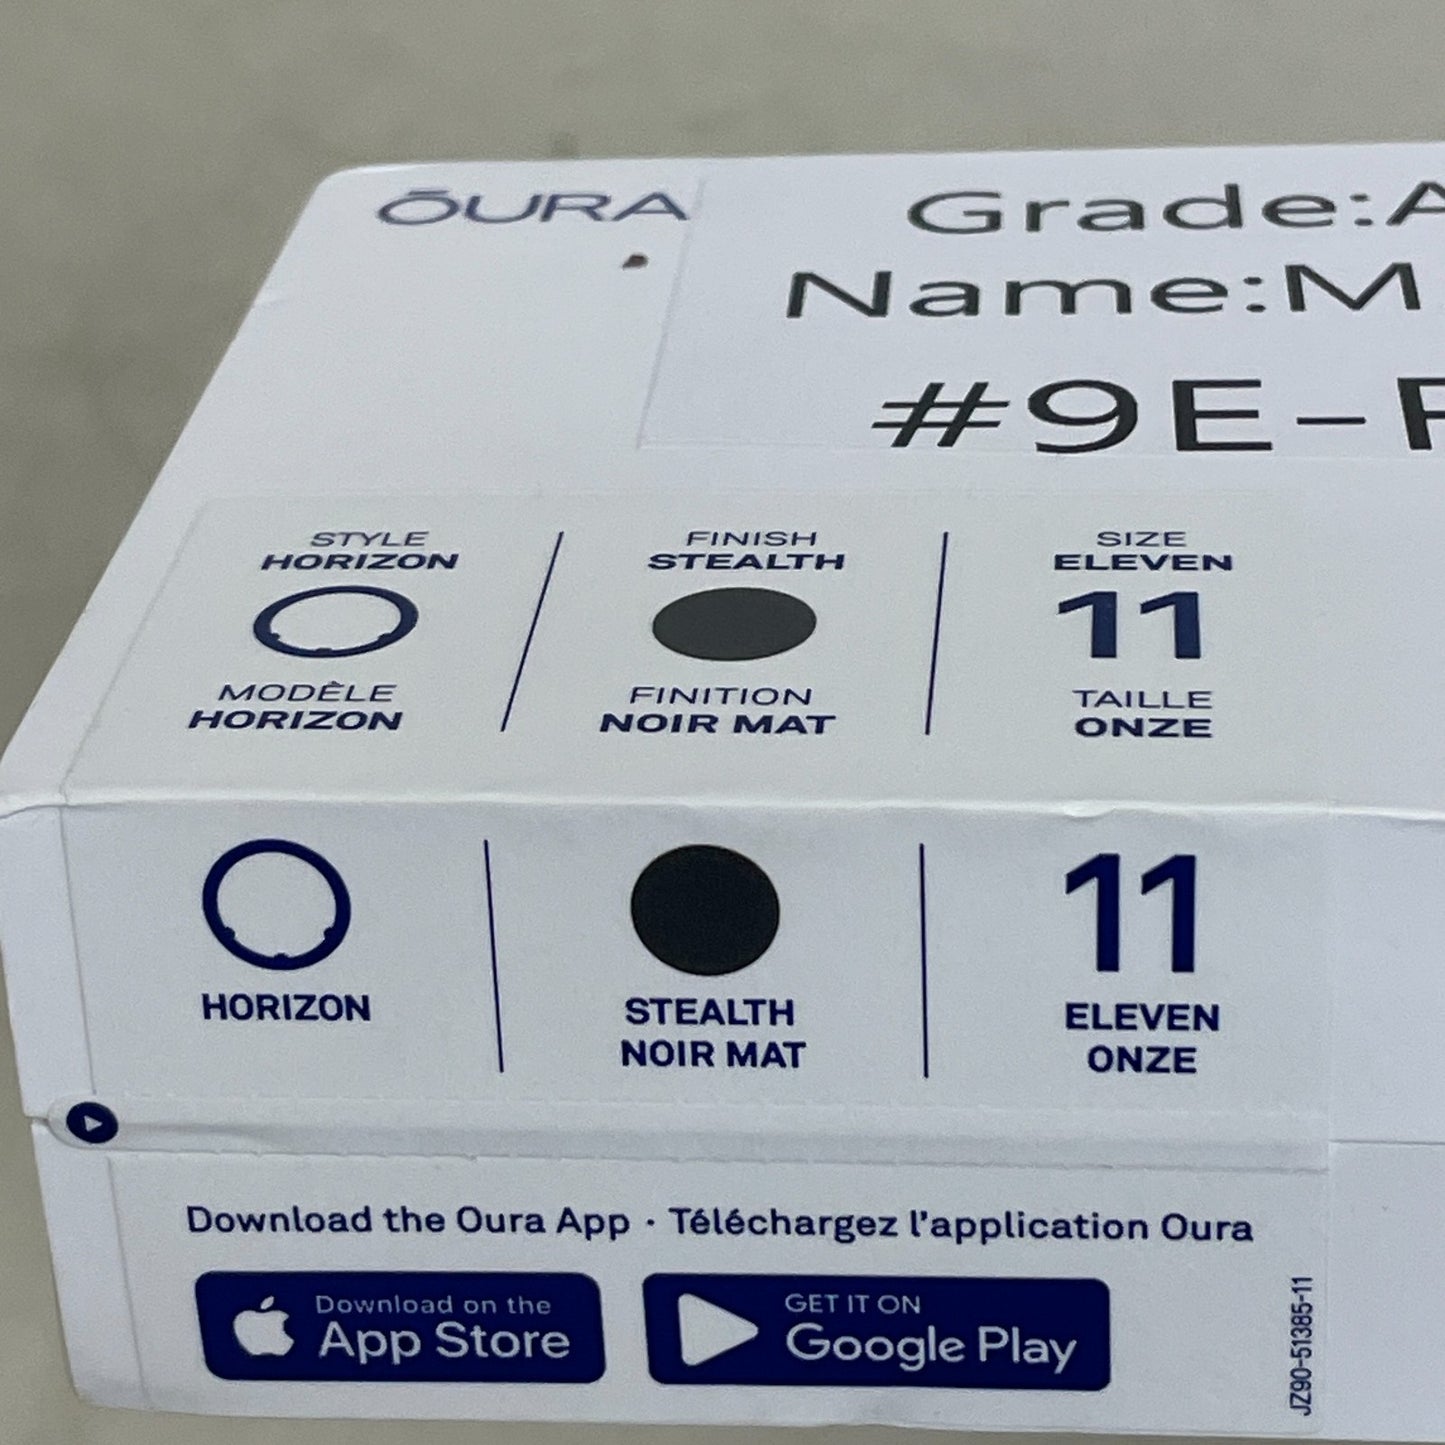 ŌURA
Grade:A
Name:M
#9E-
STYLE
HORIZON
MODÈLE
HORIZON
FINISH
STEALTH
FINITION
NOIR MAT
SIZE
ELEVEN
11
TAILLE
ONZE
HORIZON
STEALTH
NOIR MAT
11
ELEVEN
ONZE
Download the Oura App · Téléchargez l'application Oura
Download on the
App Store
GET IT ON
Google Play
JZ90-51385-11